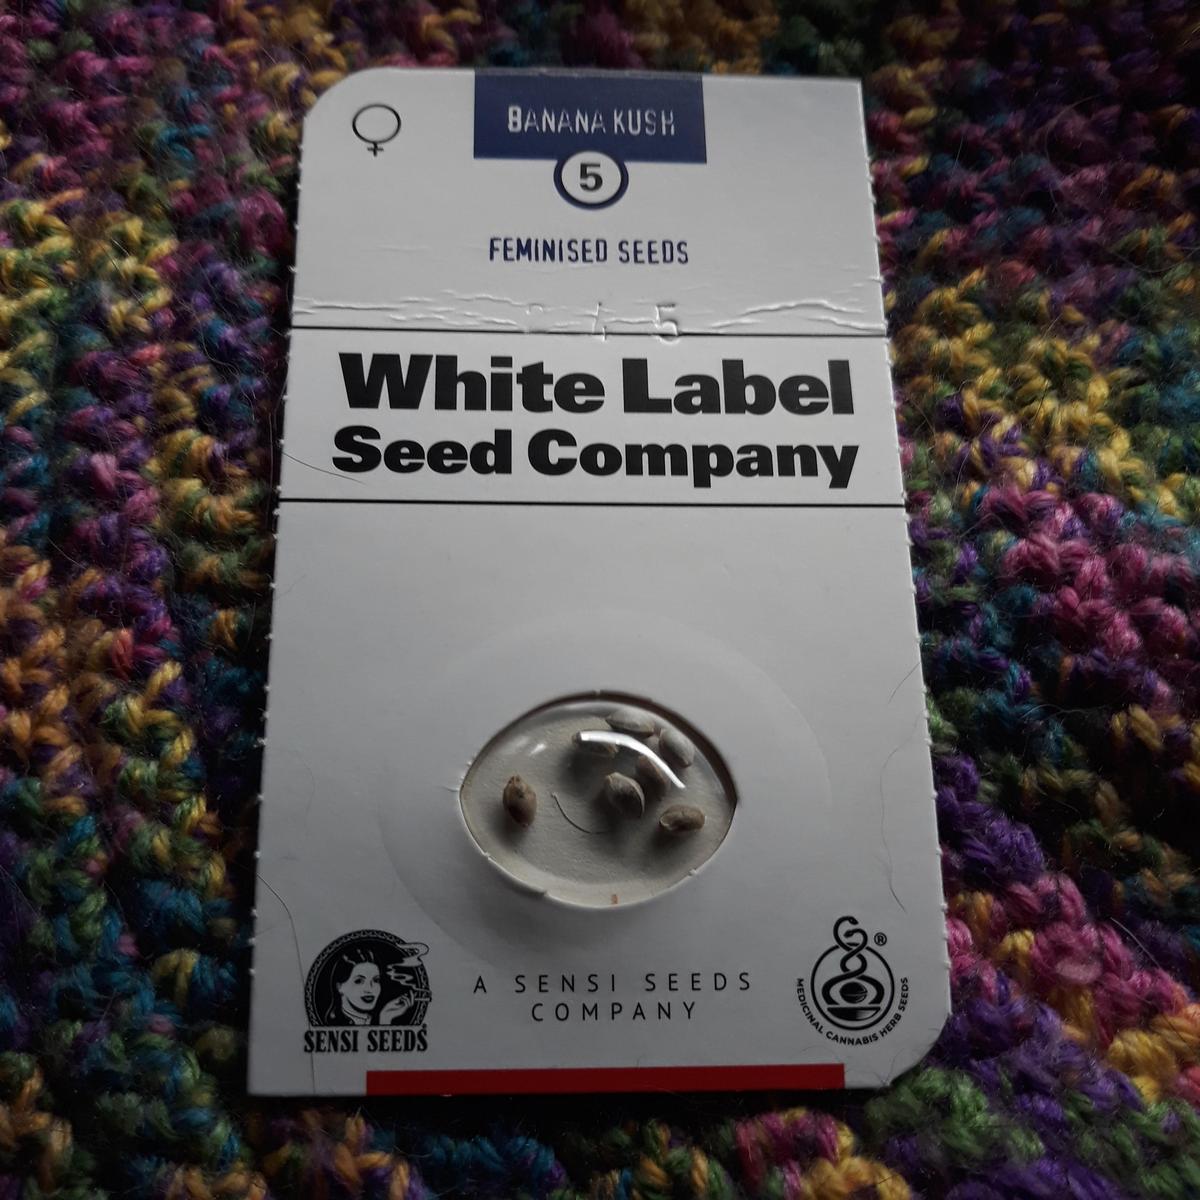 BANANA KUSH
5
FEMINISED SEEDS
White Label
Seed Company
SENSI SEEDS
A SENSI SEEDS
COMPANY
®
MEDICINAL CANNABIS HERB SEEDS